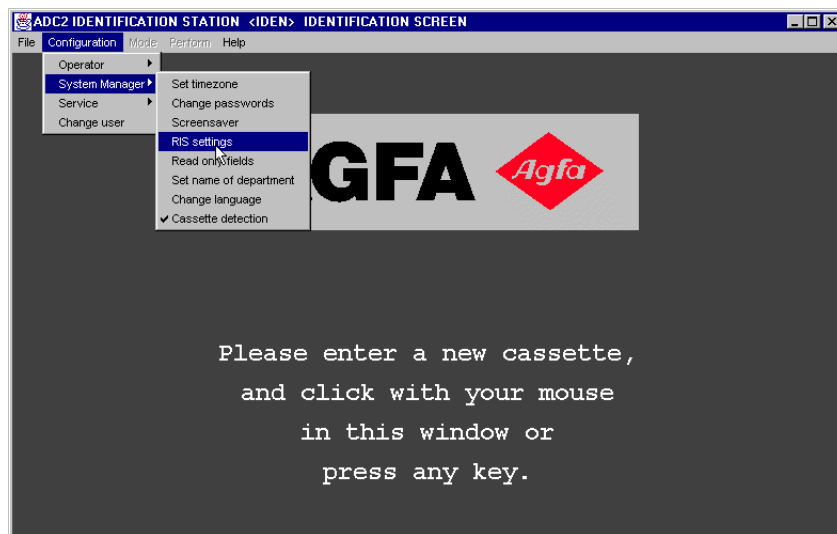 ADC2 IDENTIFICATION STATION <IDEN> IDENTIFICATION SCREEN
File Configuration Mode Perform Help
Operator
System Manager
Service
Change user
Set timezone
Change passwords
Screensaver
RIS settings
Read only fields
Set name of department
Change language
Cassette detection
AGFA
Agfa
Please enter a new cassette,
and click with your mouse
in this window or
press any key.